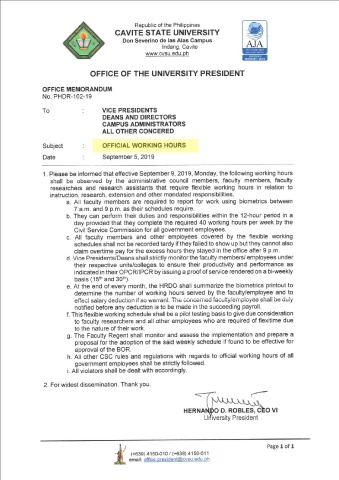 Republic of the Philippines
CAVITE STATE UNIVERSITY
Don Severino de las Alas Campus
Indang, Cavite
www.cvsu.edu.ph
AJA
OFFICE OF THE UNIVERSITY PRESIDENT
OFFICE MEMORANDUM
No. PHDR-162-19
To : VICE PRESIDENTS
DEANS AND DIRECTORS
CAMPUS ADMINISTRATORS
ALL OTHER CONCERED
Subject : OFFICIAL WORKING HOURS
Date : September 5, 2019
1. Please be informed that effective September 9, 2019, Monday, the following working hours
shall be observed by the administrative council members, faculty members, faculty
researchers and research assistants that require flexible working hours in relation to
instruction, research, extension and other mandated responsibilities.
a. All faculty members are required to report for work using biometrics between
7 a.m. and 9 p.m. as their schedules require.
b. They can perform their duties and responsibilities within the 12-hour period in a
day provided that they complete the required 40 working hours per week by the
Civil Service Commission for all government employees.
c. All faculty members and other employees covered by the flexible working
schedules shall not be recorded tardy if they failed to show up but they cannot also
claim overtime pay for the excess hours they stayed in the office after 9 p.m.
d. Vice Presidents/Deans shall strictly monitor the faculty members/ employees under
their respective units/colleges to ensure their productivity and performance as
indicated in their OPCR/IPCR by issuing a proof of service rendered on a bi-weekly
basis (15th and 30th).
e. At the end of every month, the HRDO shall summarize the biometrics printout to
determine the number of working hours served by the faculty/employee and to
effect salary deduction if so warrant. The concerned faculty/employee shall be duly
notified before any deduction is to be made in the succeeding payroll.
f. This flexible working schedule shall be a pilot testing basis to give due consideration
to faculty researchers and all other employees who are required of flexitime due
to the nature of their work.
g. The Faculty Regent shall monitor and assess the implementation and prepare a
proposal for the adoption of the said weekly schedule if found to be effective for
approval of the BOR.
h. All other CSC rules and regulations with regards to official working hours of all
government employees shall be strictly followed.
i. All violators shall be dealt with accordingly.
2. For widest dissemination. Thank you.
HERNANDO D. ROBLES, CEO VI
University President
Page 1 of 1
(+639) 4150-010 / (+639) 4150-011
email: office.president@cvsu.edu.ph